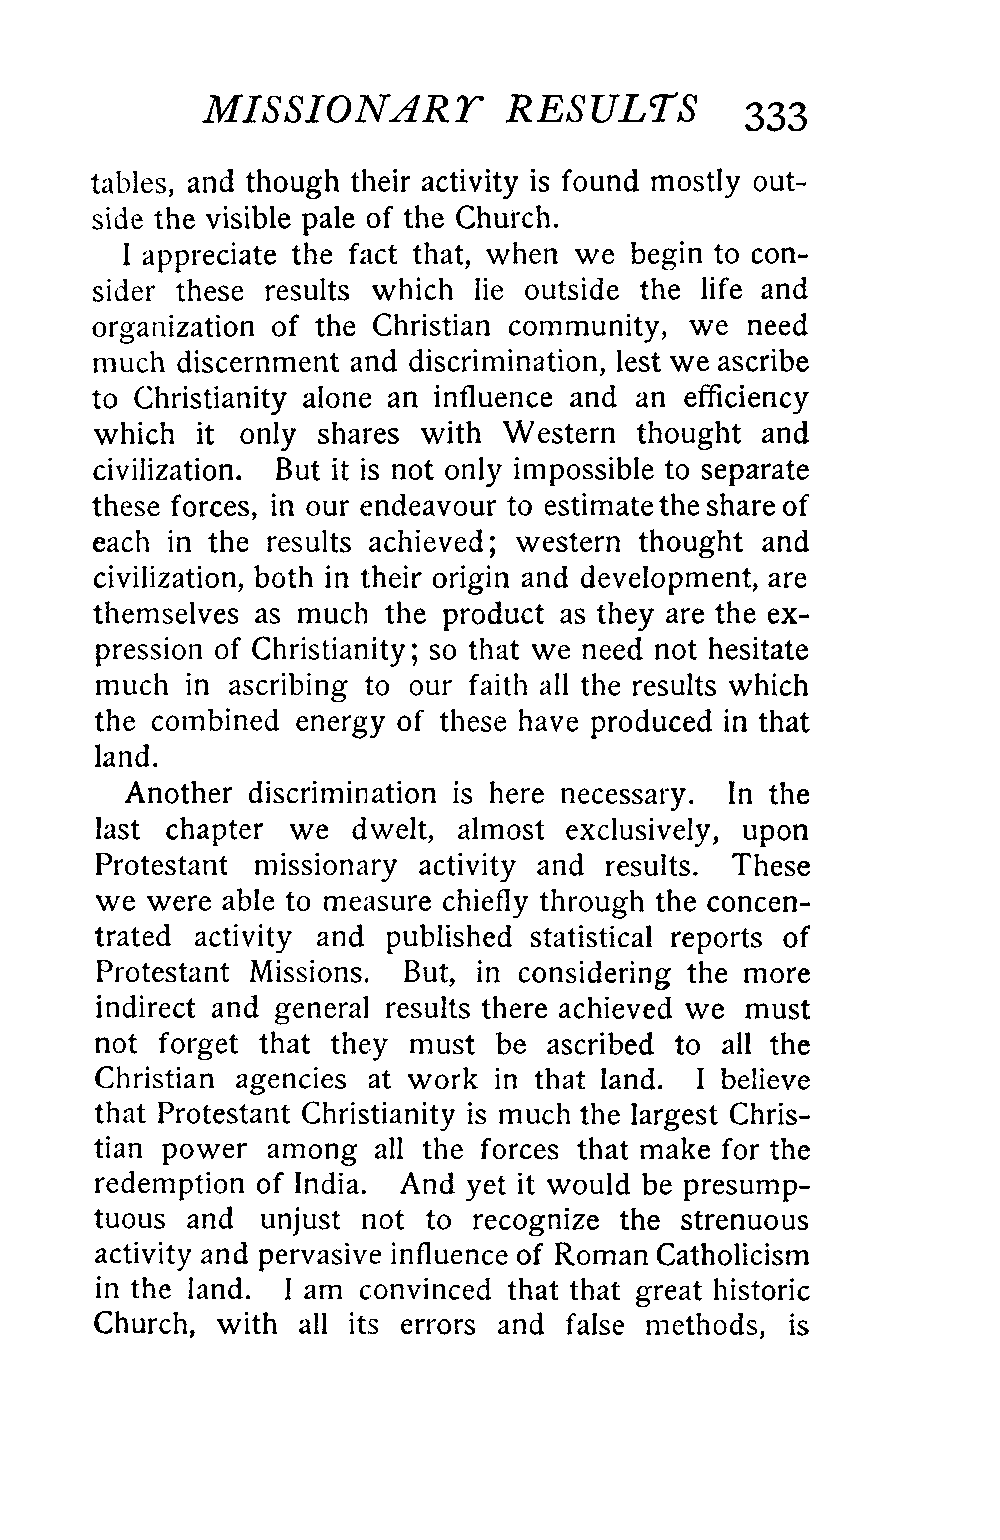 MISSIONARY RESULTS 333
tables, and though their activity is found mostly out-
side the visible pale of the Church.
I appreciate the fact that, when we begin to con-
sider these results which lie outside the life and
organization of the Christian community, we need
much discernment and discrimination, lest we ascribe
to Christianity alone an influence and an efficiency
which it only shares with Western thought and
civilization. But it is not only impossible to separate
these forces, in our endeavour to estimate the share of
each in the results achieved; western thought and
civilization, both in their origin and development, are
themselves as much the product as they are the ex-
pression of Christianity; so that we need not hesitate
much in ascribing to our faith all the results which
the combined energy of these have produced in that
land.
Another discrimination is here necessary. In the
last chapter we dwelt, almost exclusively, upon
Protestant missionary activity and results. These
we were able to measure chiefly through the concen-
trated activity and published statistical reports of
Protestant Missions. But, in considering the more
indirect and general results there achieved we must
not forget that they must be ascribed to all the
Christian agencies at work in that land. I believe
that Protestant Christianity is much the largest Chris-
tian power among all the forces that make for the
redemption of India. And yet it would be presump-
tuous and unjust not to recognize the strenuous
activity and pervasive influence of Roman Catholicism
in the land. I am convinced that that great historic
Church, with all its errors and false methods, is